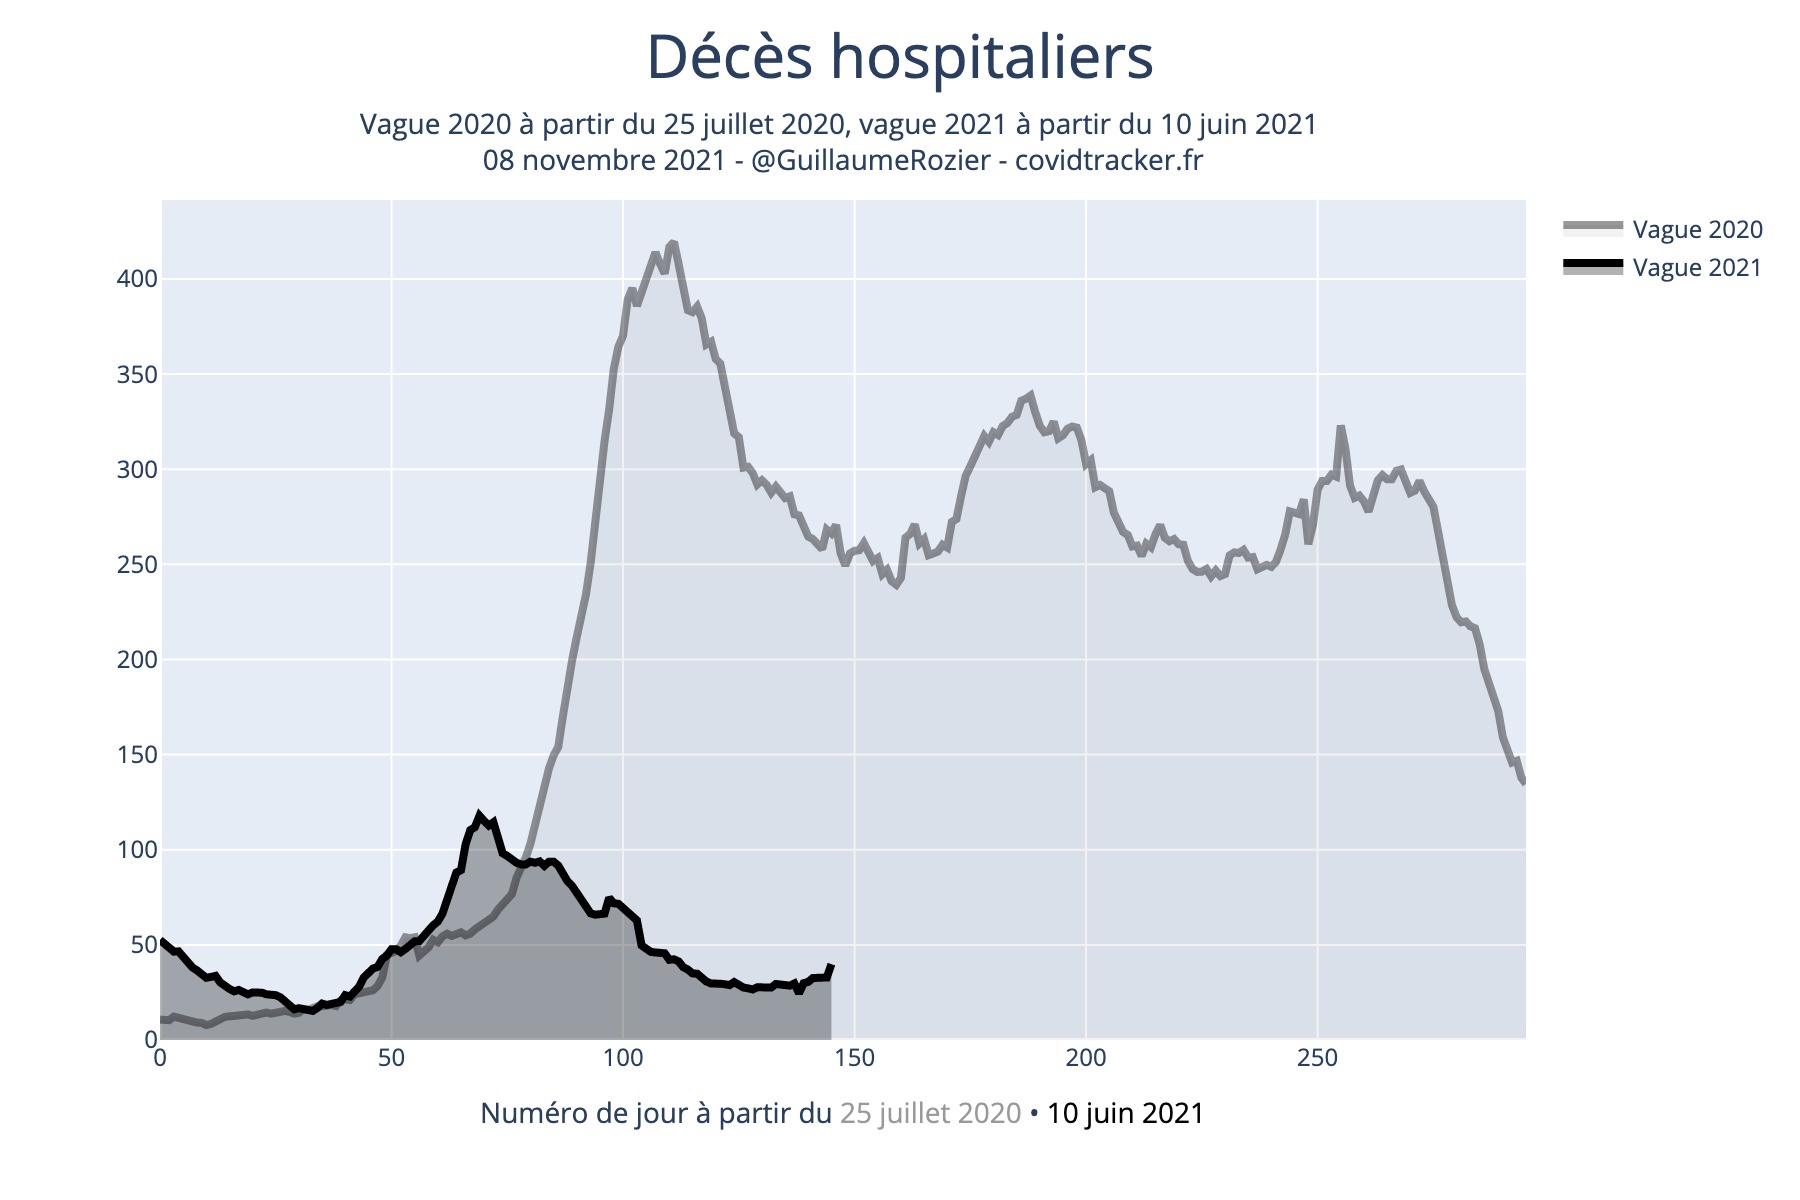 Décès hospitaliers
Vague 2020 à partir du 25 juillet 2020, vague 2021 à partir du 10 juin 2021
08 novembre 2021 - @GuillaumeRozier - covidtracker.fr
Vague 2020
Vague 2021
400
350
300
250
200
150
100
50
0
0 50 100 150 200 250
Numéro de jour à partir du 25 juillet 2020 • 10 juin 2021